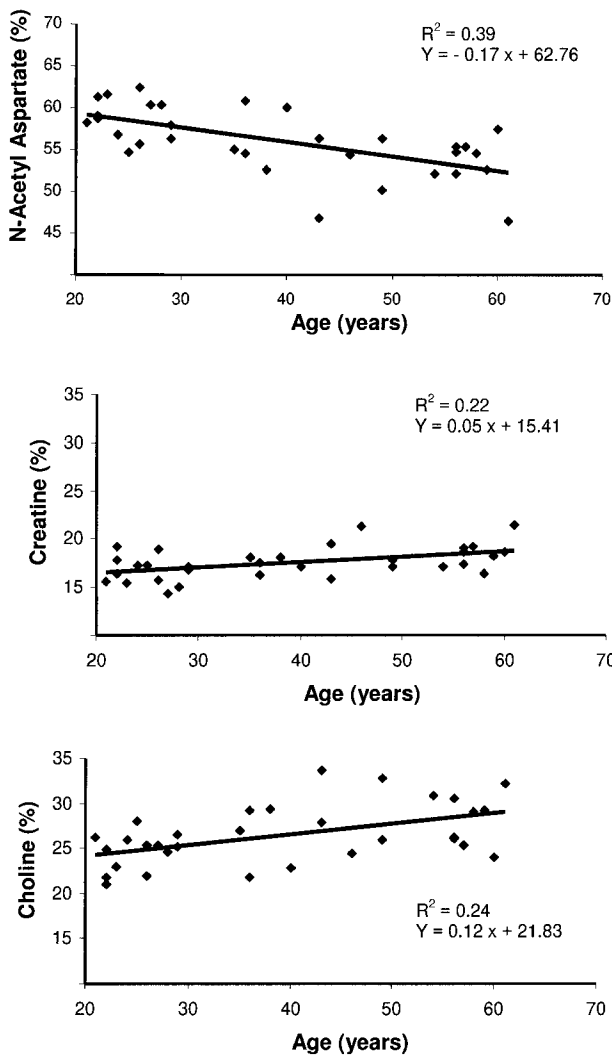 70
65
60
55
50
45
N-Acetyl Aspartate (%)
R² = 0.39
Y = - 0.17 x + 62.76
20 30 40 50 60 70
Age (years)
35
30
25
20
15
Creatine (%)
R² = 0.22
Y = 0.05 x + 15.41
20 30 40 50 60 70
Age (years)
35
30
25
20
15
Choline (%)
R² = 0.24
Y = 0.12 x + 21.83
20 30 40 50 60 70
Age (years)